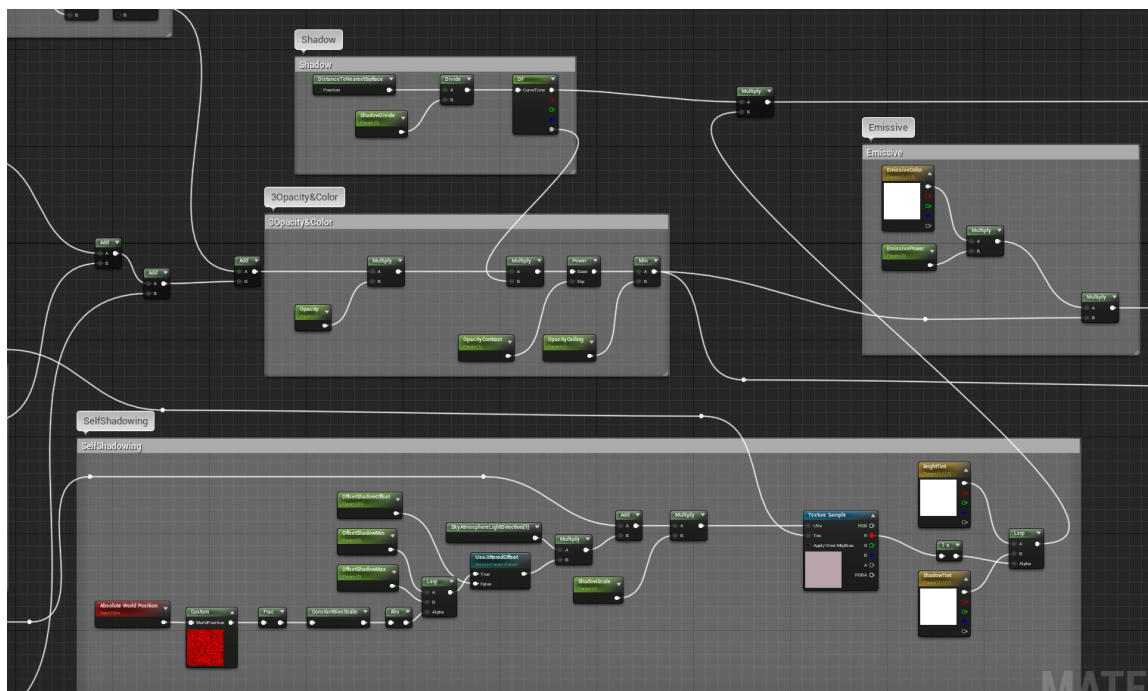 B
B
Shadow
Shadow
DistanceToNearestSurface
Position
Divide
A
B
ShadowDivide
DF
CurveTime
Multiply
A
B
Emissive
Emissive
EmissiveColor
EmissivePower
Multiply
A
B
Multiply
A
B
3Opacity&Color
3Opacity&Color
Add
A
B
Add
A
B
Add
A
B
Multiply
A
B
Opacity
Multiply
A
B
Power
Base
Exp
Min
A
B
OpacityContrast
OpacityCeiling
SelfShadowing
SelfShadowing
OffsetShadowOffset
OffsetShadowMin
OffsetShadowMax
SkyAtmosphereLightDirection[1]
UseJitteredOffset
True
False
Multiply
A
B
Add
A
B
Multiply
A
B
ShadowScale
Lerp
A
B
Alpha
Absolute World Position
Input Data
Custom
WorldPosition
Frac
ConstantBiasScale
Abs
Texture Sample
UVs
Tex
Apply View MipBias
RGB
R
G
B
A
RGBA
BrightTint
1-x
ShadowTint
Lerp
A
B
Alpha